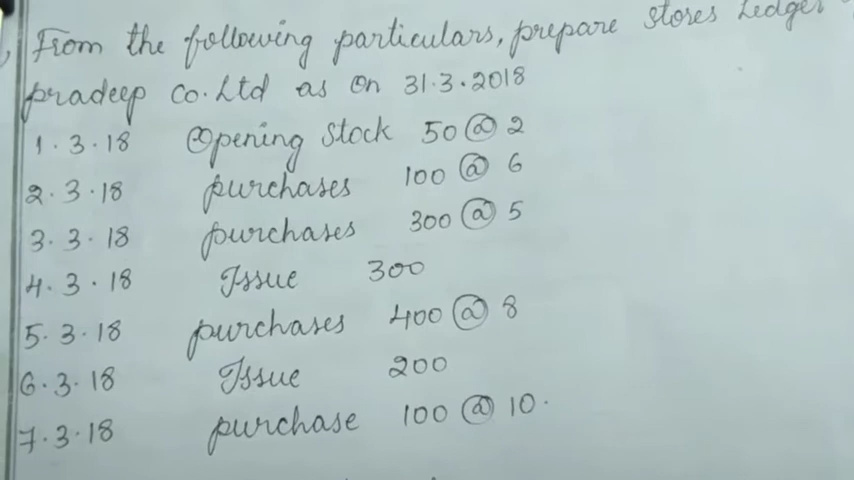 From the following particulars, prepare stores Ledger
pradeep co.Ltd as on 31.3.2018
1.3.18 Opening Stock 50 @ 2
2.3.18 purchases 100 @ 6
3.3.18 purchases 300 @ 5
4.3.18 Issue 300
5.3.18 purchases 400 @ 8
6.3.18 Issue 200
7.3.18 purchase 100 @ 10.